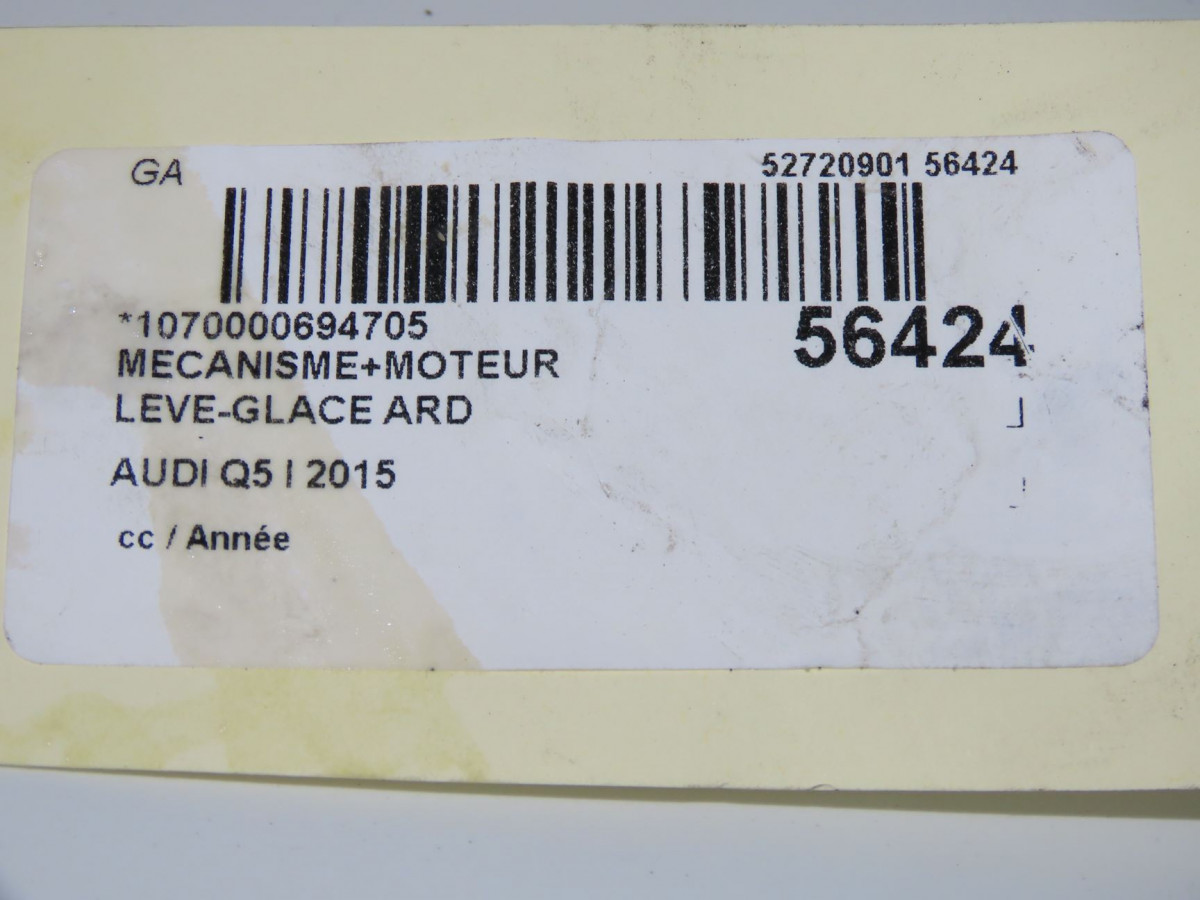 GA 52720901 56424
*1070000694705 56424
MECANISME+MOTEUR
LEVE-GLACE ARD
AUDI Q5 I 2015
cc / Année